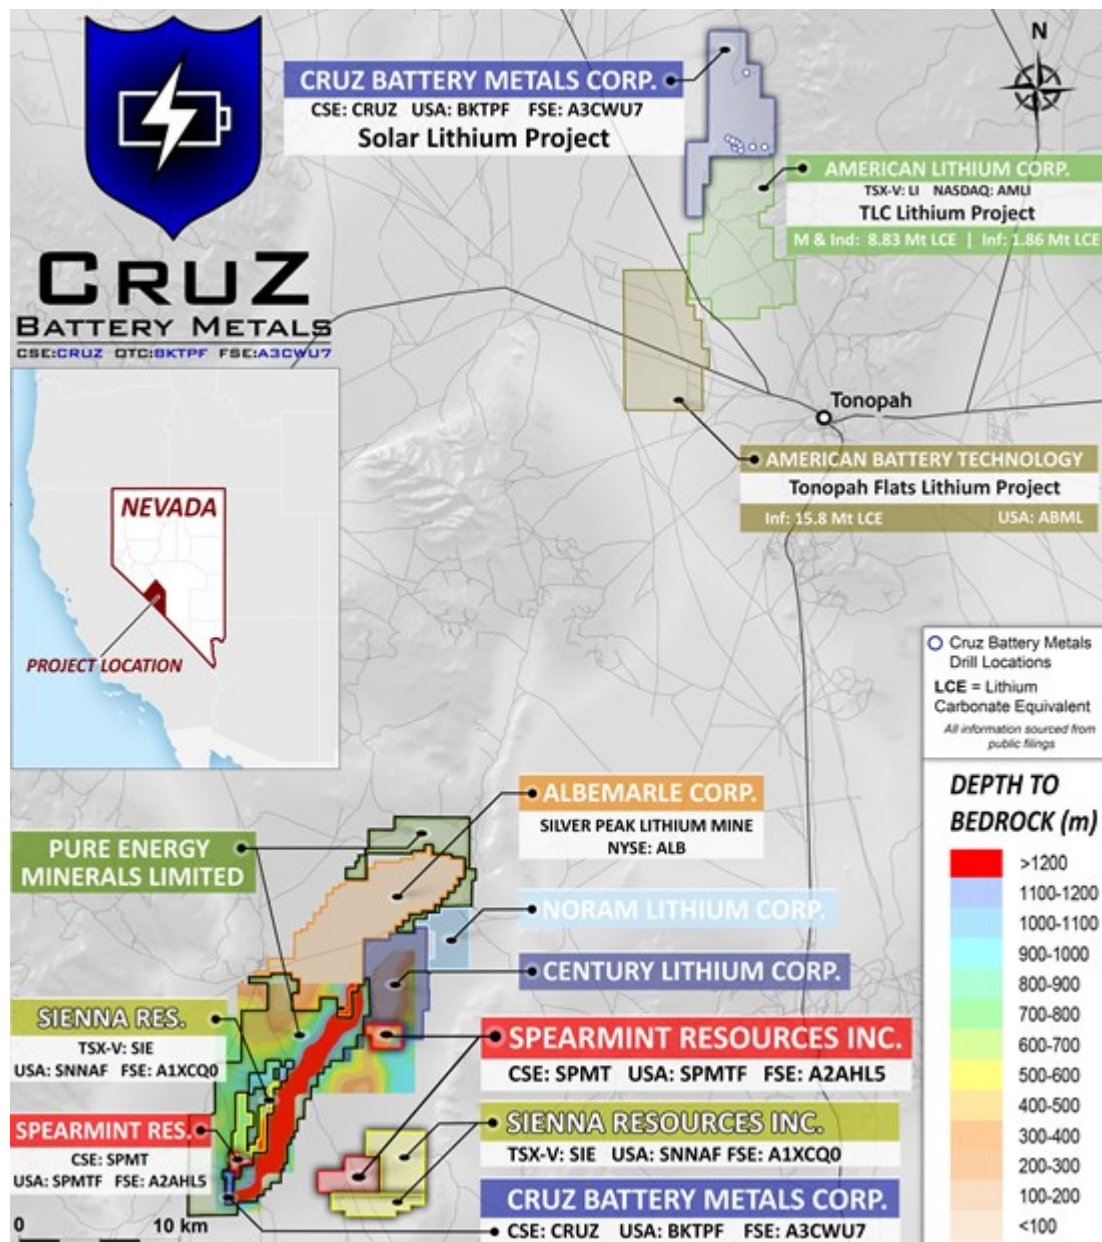 CRUZ
BATTERY METALS
CSE:CRUZ OTC:BKTPF FSE:A3CWU7
CRUZ BATTERY METALS CORP.
CSE: CRUZ USA: BKTPF FSE: A3CWU7
Solar Lithium Project
N
AMERICAN LITHIUM CORP.
TSX-V: LI NASDAQ: AMLI
TLC Lithium Project
M & Ind: 8.83 Mt LCE | Inf: 1.86 Mt LCE
Tonopah
AMERICAN BATTERY TECHNOLOGY
Tonopah Flats Lithium Project
Inf: 15.8 Mt LCE USA: ABML
NEVADA
PROJECT LOCATION
Cruz Battery Metals
Drill Locations
LCE = Lithium
Carbonate Equivalent
All information sourced from
public filings
DEPTH TO
BEDROCK (m)
>1200
1100-1200
1000-1100
900-1000
800-900
700-800
600-700
500-600
400-500
300-400
200-300
100-200
<100
ALBEMARLE CORP.
SILVER PEAK LITHIUM MINE
NYSE: ALB
PURE ENERGY
MINERALS LIMITED
NORAM LITHIUM CORP.
CENTURY LITHIUM CORP.
SIENNA RES.
TSX-V: SIE
USA: SNNAF FSE: A1XCQ0
SPEARMINT RESOURCES INC.
CSE: SPMT USA: SPMTF FSE: A2AHL5
SPEARMINT RES.
CSE: SPMT
USA: SPMTF FSE: A2AHL5
SIENNA RESOURCES INC.
TSX-V: SIE USA: SNNAF FSE: A1XCQ0
CRUZ BATTERY METALS CORP.
CSE: CRUZ USA: BKTPF FSE: A3CWU7
0 10 km